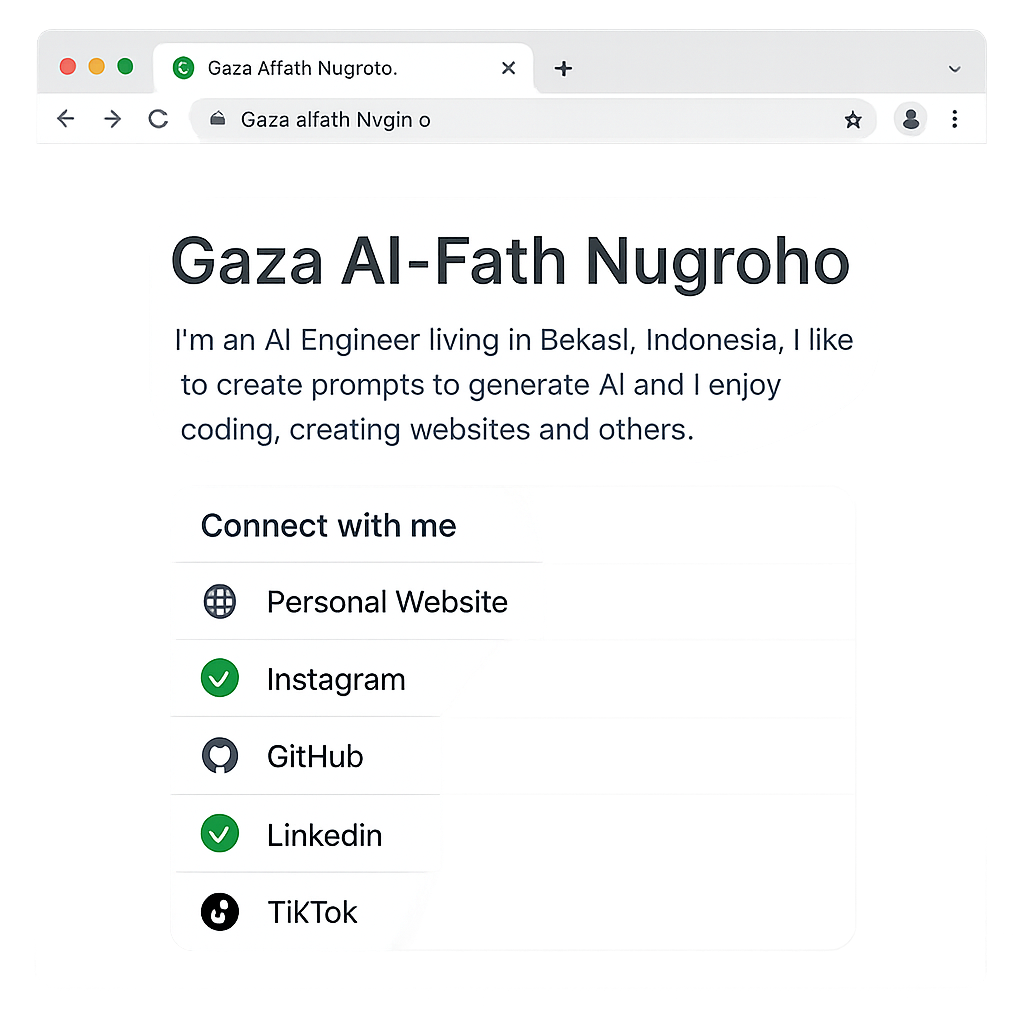 Gaza Affath Nugroto.
Gaza alfath Nvgin o
Gaza Al-Fath Nugroho
I'm an AI Engineer living in Bekasl, Indonesia, I like
to create prompts to generate Al and I enjoy
coding, creating websites and others.
Connect with me
Personal Website
Instagram
GitHub
Linkedin
TiKTok